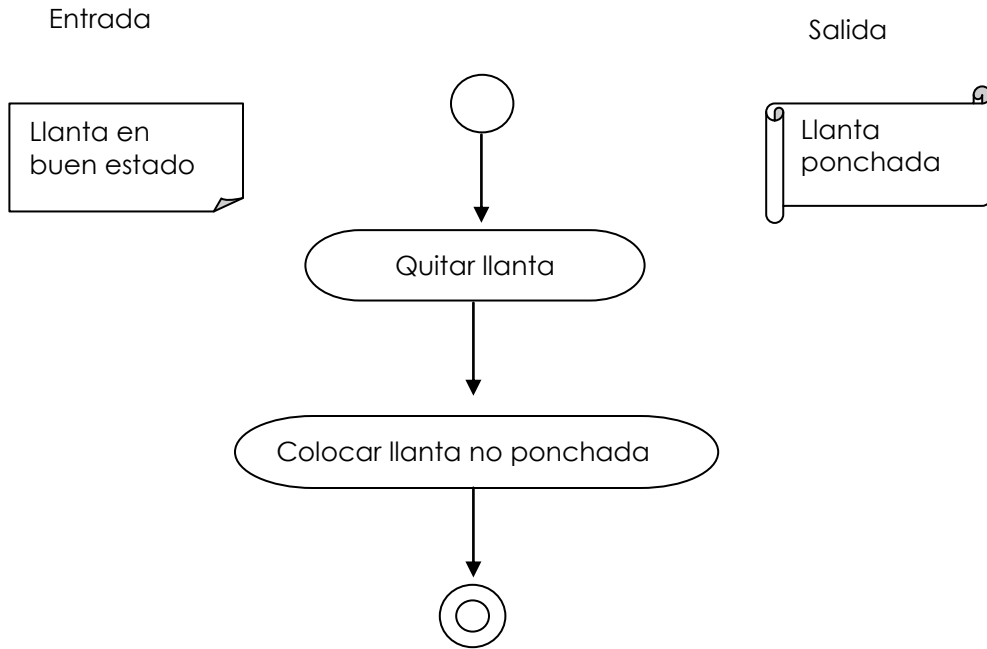 Entrada
Salida
Llanta en
buen estado
Llanta
ponchada
Quitar llanta
Colocar llanta no ponchada